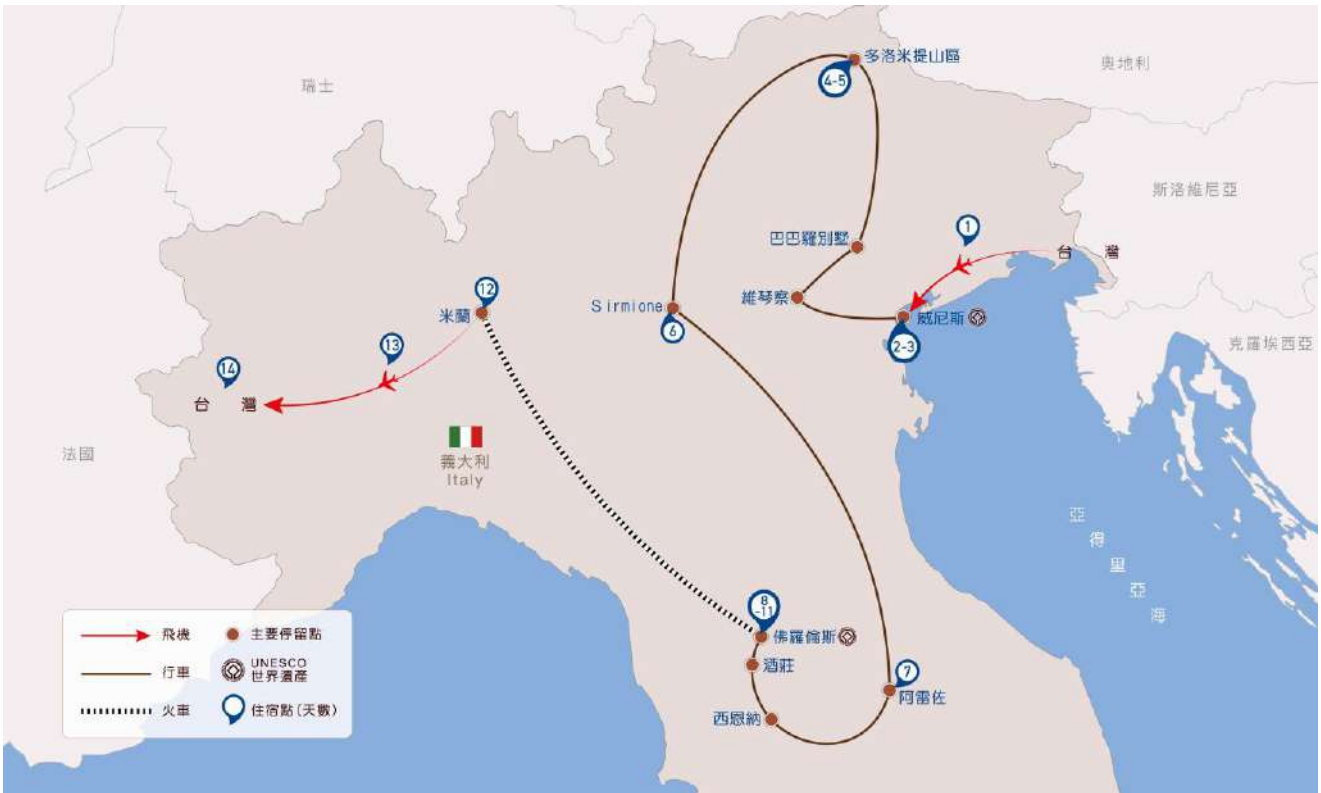 瑞士
奧地利
多洛米提山區
4-5
斯洛維尼亞
巴巴羅別墅
1
台 灣
維琴察
Sirmione
6
威尼斯
2-3
克羅埃西亞
12
米蘭
13
14
台 灣
法國
義大利
Italy
亞得里亞海
8
-11
佛羅倫斯
酒莊
7
阿雷佐
西恩納
飛機
主要停留點
行車
UNESCO
世界遺產
火車
住宿點(天數)